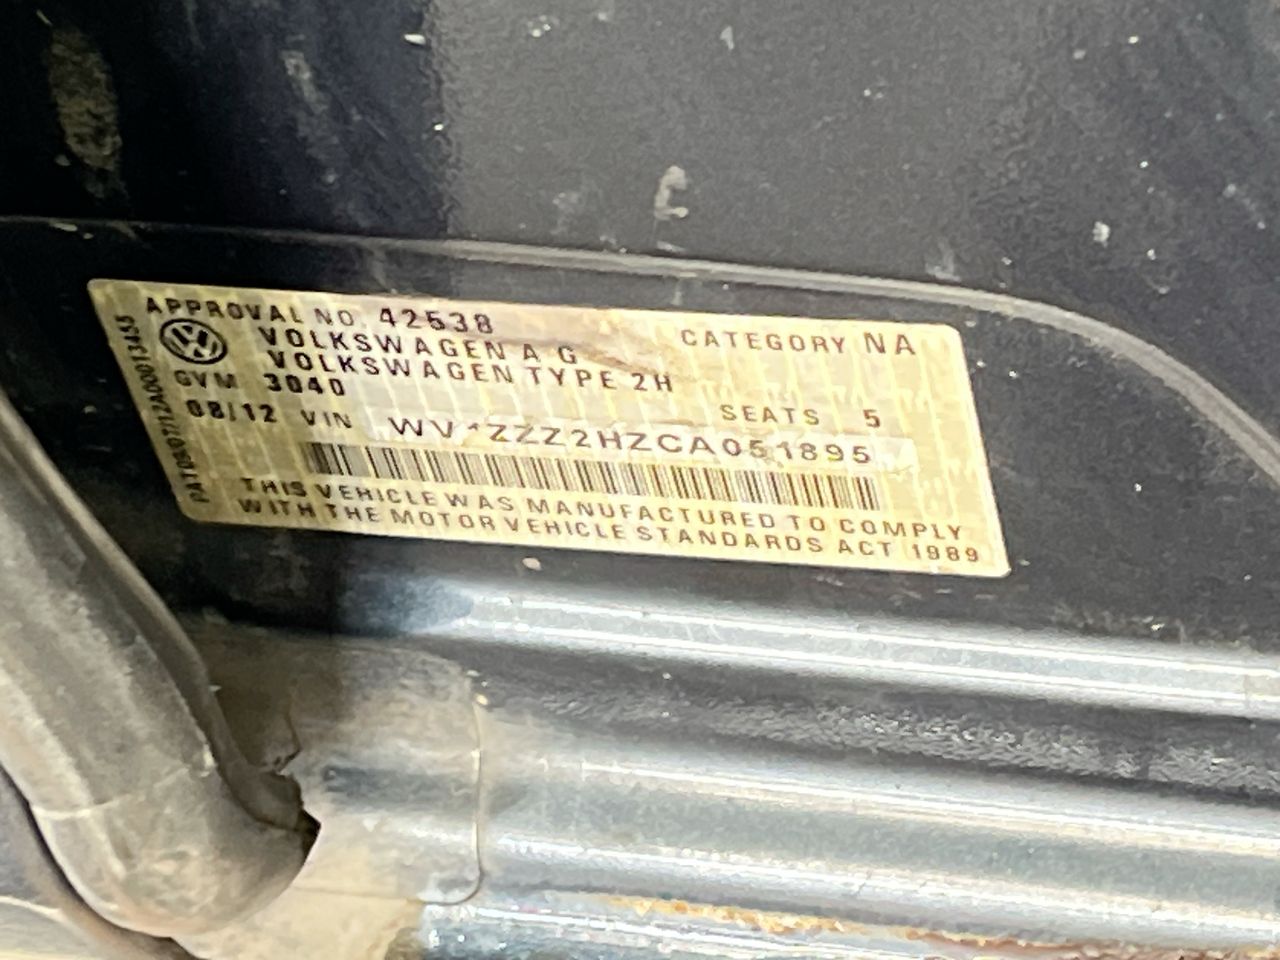 APPROVAL NO. 42538 CATEGORY NA
VOLKSWAGEN A G
VOLKSWAGEN TYPE 2H
GVM 3040
SEATS 5
08/12 VIN WV1ZZZ2HZCA051895
THIS VEHICLE WAS MANUFACTURED TO COMPLY
WITH THE MOTOR VEHICLE STANDARDS ACT 1989